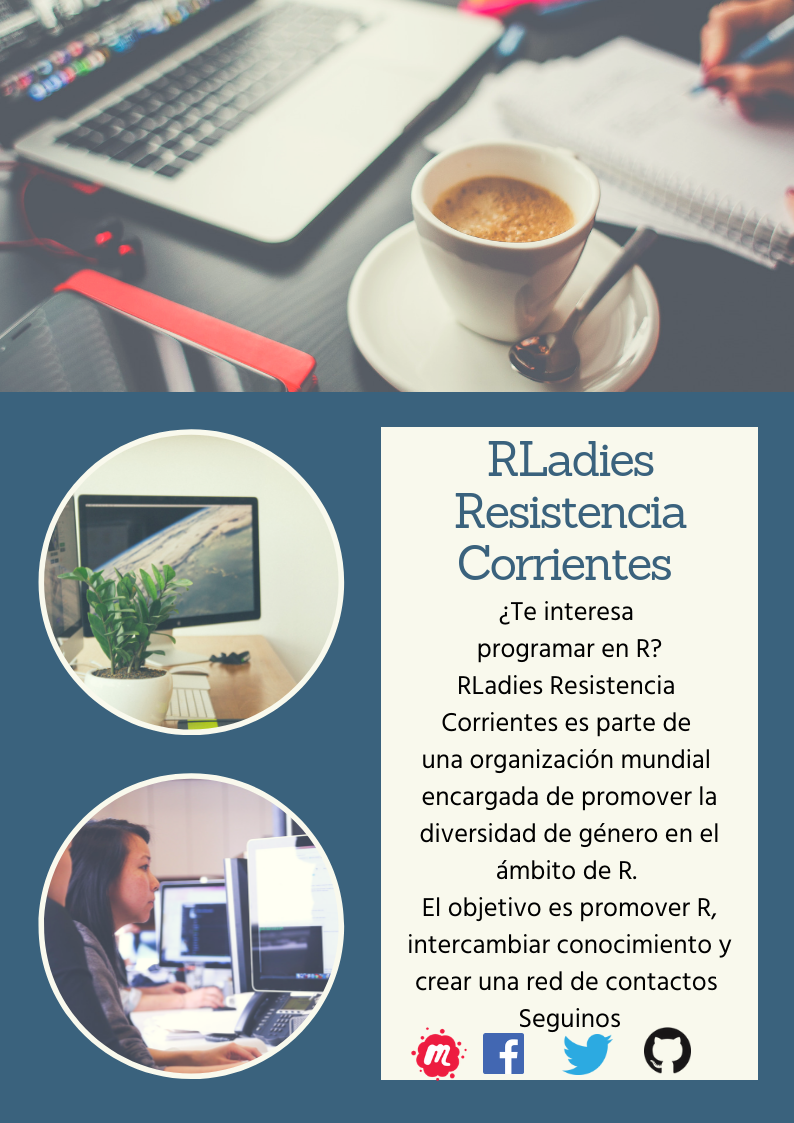 RLadies
Resistencia
Corrientes
¿Te interesa
programar en R?
RLadies Resistencia
Corrientes es parte de
una organización mundial
encargada de promover la
diversidad de género en el
ámbito de R.
El objetivo es promover R,
intercambiar conocimiento y
crear una red de contactos
Seguinos